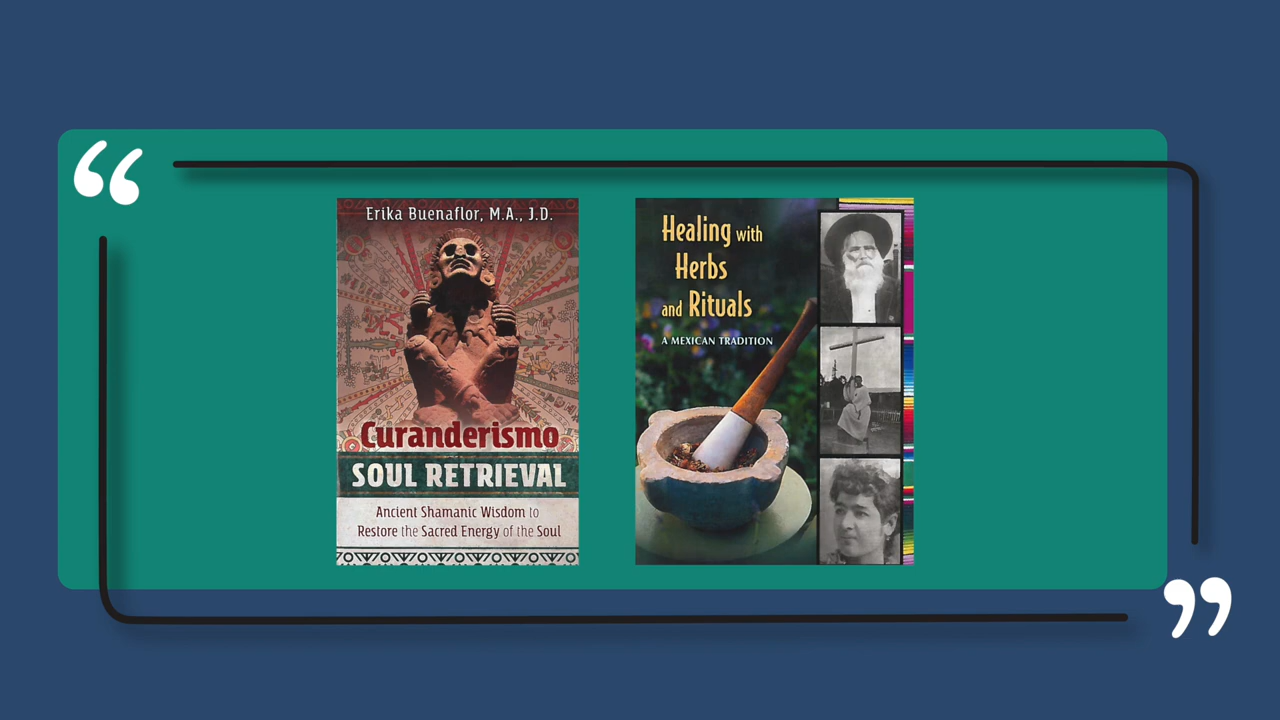 Erika Buenaflor, M.A., J.D.
Curanderismo
SOUL RETRIEVAL
Ancient Shamanic Wisdom to
Restore the Sacred Energy of the Soul
Healing with
Herbs
and Rituals
A MEXICAN TRADITION